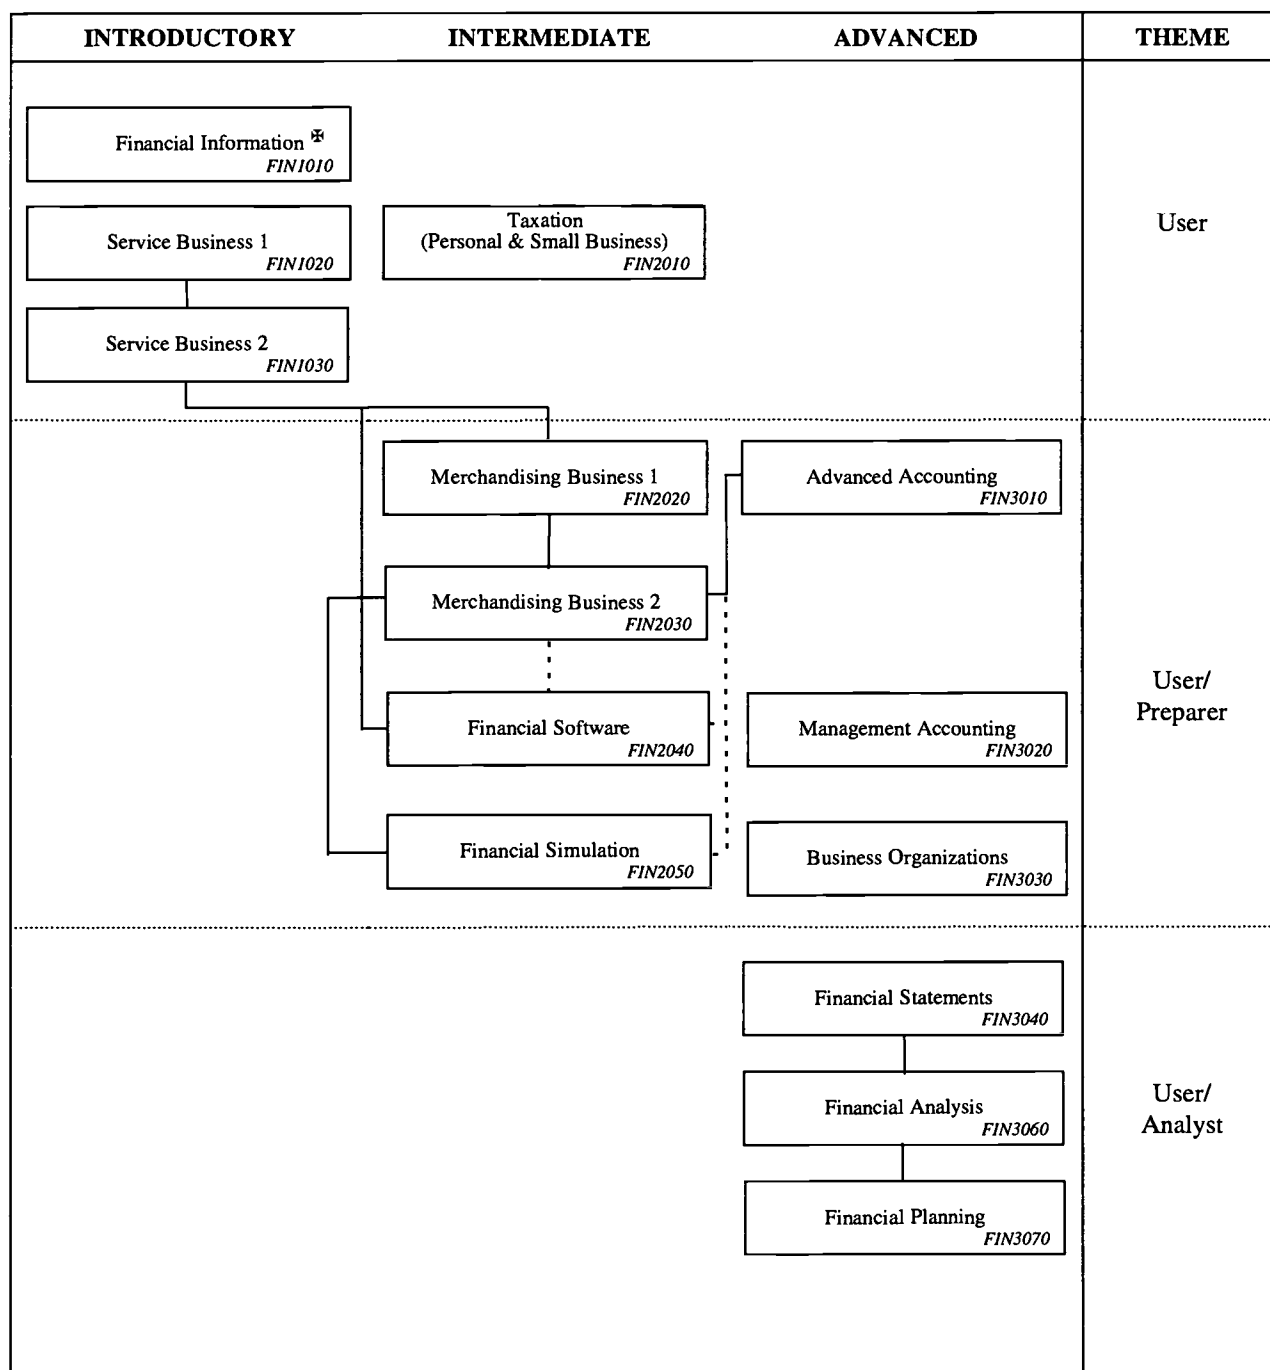 INTRODUCTORY INTERMEDIATE ADVANCED THEME
Financial Information ✠
FIN1010
Service Business 1
FIN1020
Taxation
(Personal & Small Business)
FIN2010
User
Service Business 2
FIN1030
Merchandising Business 1
FIN2020
Advanced Accounting
FIN3010
Merchandising Business 2
FIN2030
Financial Software
FIN2040
Management Accounting
FIN3020
User/
Preparer
Financial Simulation
FIN2050
Business Organizations
FIN3030
Financial Statements
FIN3040
Financial Analysis
FIN3060
User/
Analyst
Financial Planning
FIN3070